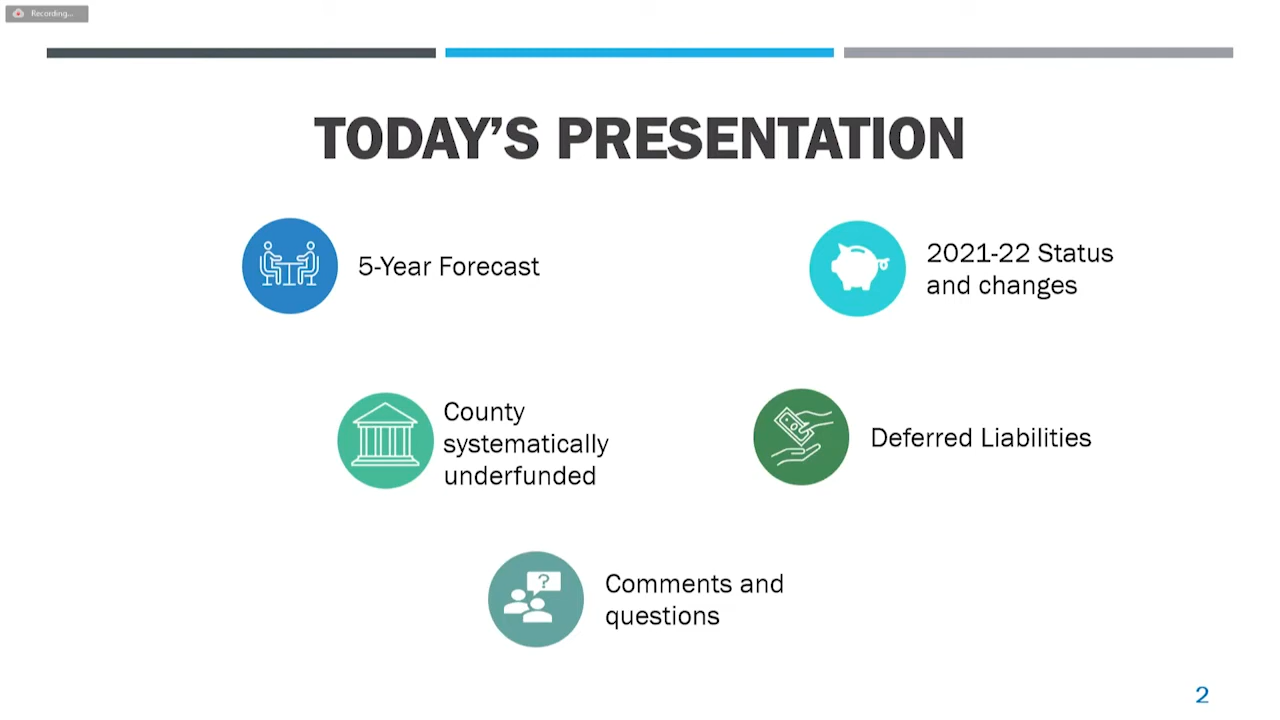 Recording...
TODAY'S PRESENTATION
5-Year Forecast
2021-22 Status
and changes
County
systematically
underfunded
Deferred Liabilities
?
Comments and
questions
2